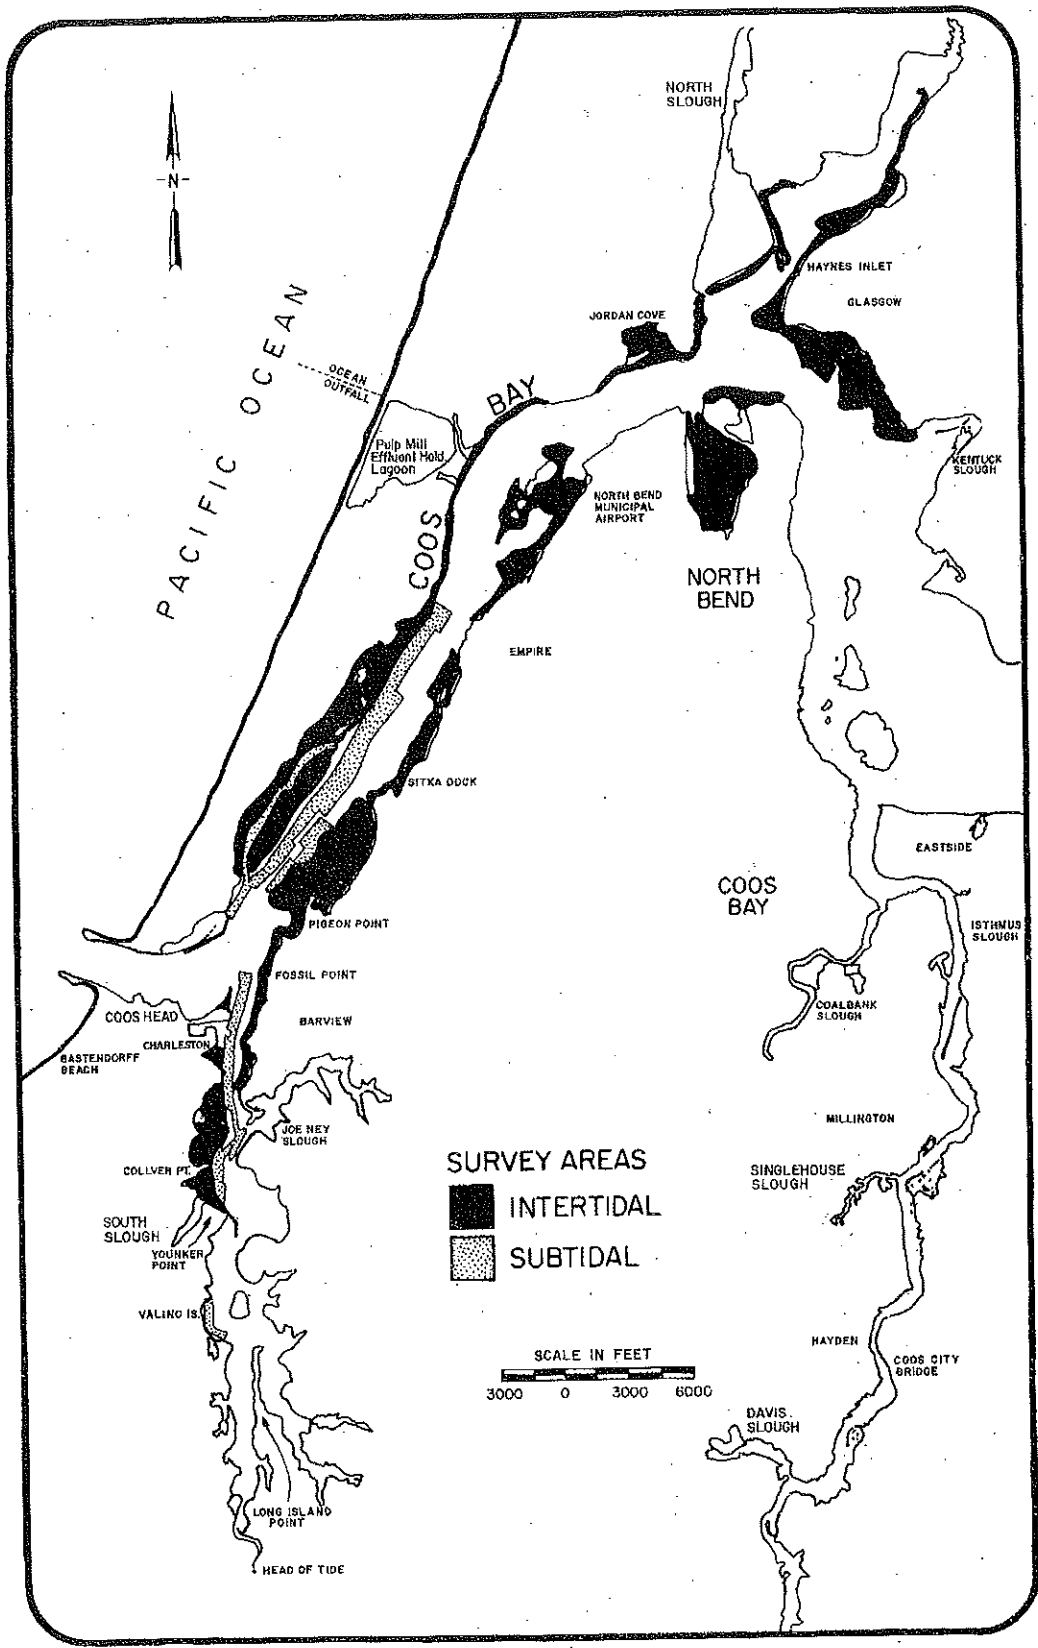 NORTH
SLOUGH
N
HAYNES INLET
GLASGOW
JORDAN COVE
PACIFIC OCEAN
OCEAN
OUTFALL
COOS BAY
Pulp Mill
Effluent Hold.
Lagoon
KENTUCK
SLOUGH
NORTH BEND
MUNICIPAL
AIRPORT
NORTH
BEND
EMPIRE
SITKA DOCK
EASTSIDE
COOS
BAY
PIGEON POINT
ISTHMUS
SLOUGH
FOSSIL POINT
COOS HEAD
BARVIEW
COALBANK
SLOUGH
CHARLESTON
BASTENDORFF
BEACH
MILLINGTON
JOE NEY
SLOUGH
COLLVER PT.
SURVEY AREAS
INTERTIDAL
SUBTIDAL
SINGLEHOUSE
SLOUGH
SOUTH
SLOUGH
YOUNKER
POINT
VALINO IS.
HAYDEN
COOS CITY
BRIDGE
SCALE IN FEET
3000 0 3000 6000
DAVIS
SLOUGH
LONG ISLAND
POINT
HEAD OF TIDE